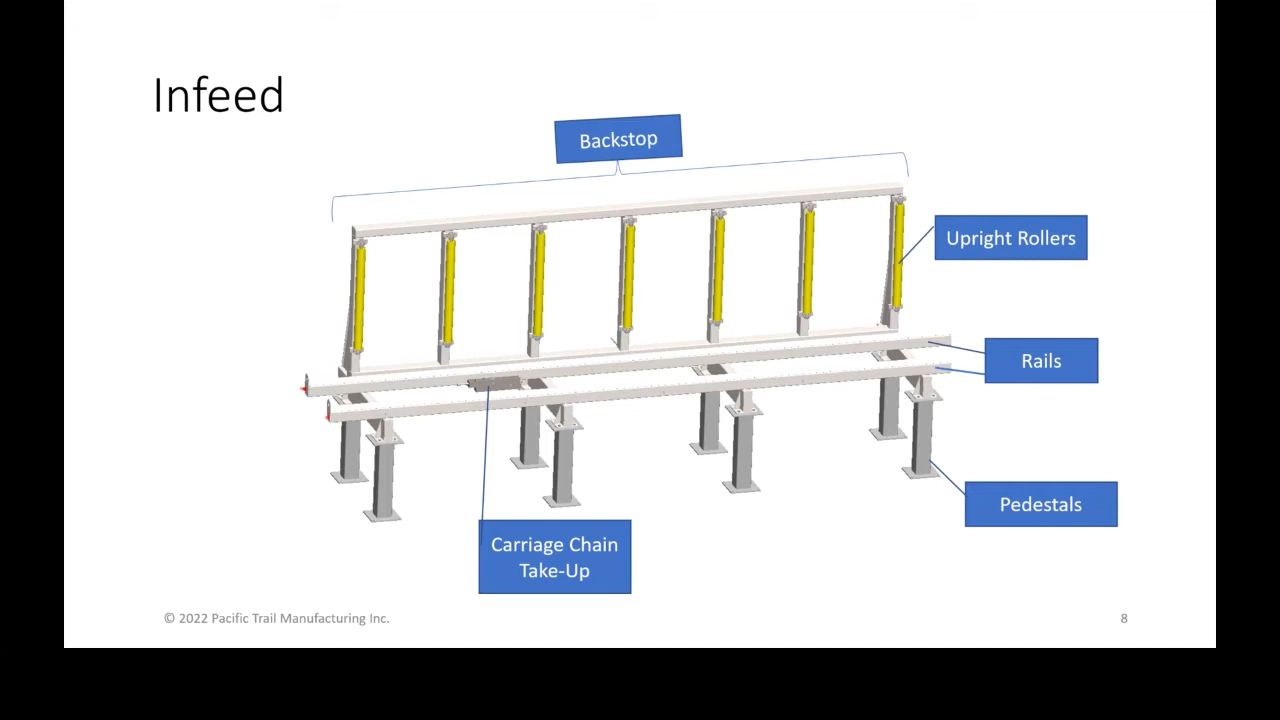 Infeed
Backstop
Upright Rollers
Rails
Pedestals
Carriage Chain
Take-Up
© 2022 Pacific Trail Manufacturing Inc.
8